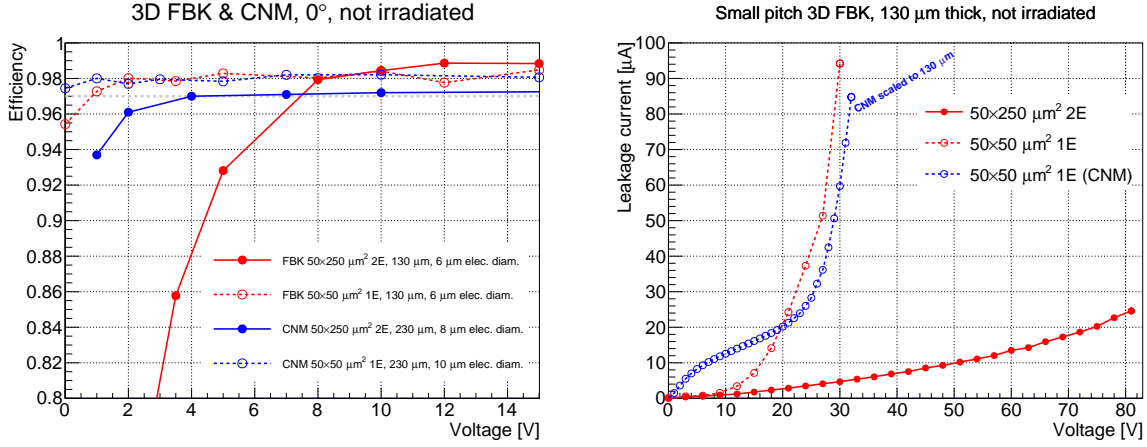 3D FBK & CNM, 0°, not irradiated
Efficiency
1
0.98
0.96
0.94
0.92
0.9
0.88
0.86
0.84
0.82
0.8
FBK 50×250 μm² 2E, 130 μm, 6 μm elec. diam.
FBK 50×50 μm² 1E, 130 μm, 6 μm elec. diam.
CNM 50×250 μm² 2E, 230 μm, 8 μm elec. diam.
CNM 50×50 μm² 1E, 230 μm, 10 μm elec. diam.
0 2 4 6 8 10 12 14
Voltage [V]
Small pitch 3D FBK, 130 μm thick, not irradiated
Leakage current [μA]
100
90
80
70
60
50
40
30
20
10
0
CNM scaled to 130 μm
50×250 μm² 2E
50×50 μm² 1E
50×50 μm² 1E (CNM)
0 10 20 30 40 50 60 70 80
Voltage [V]